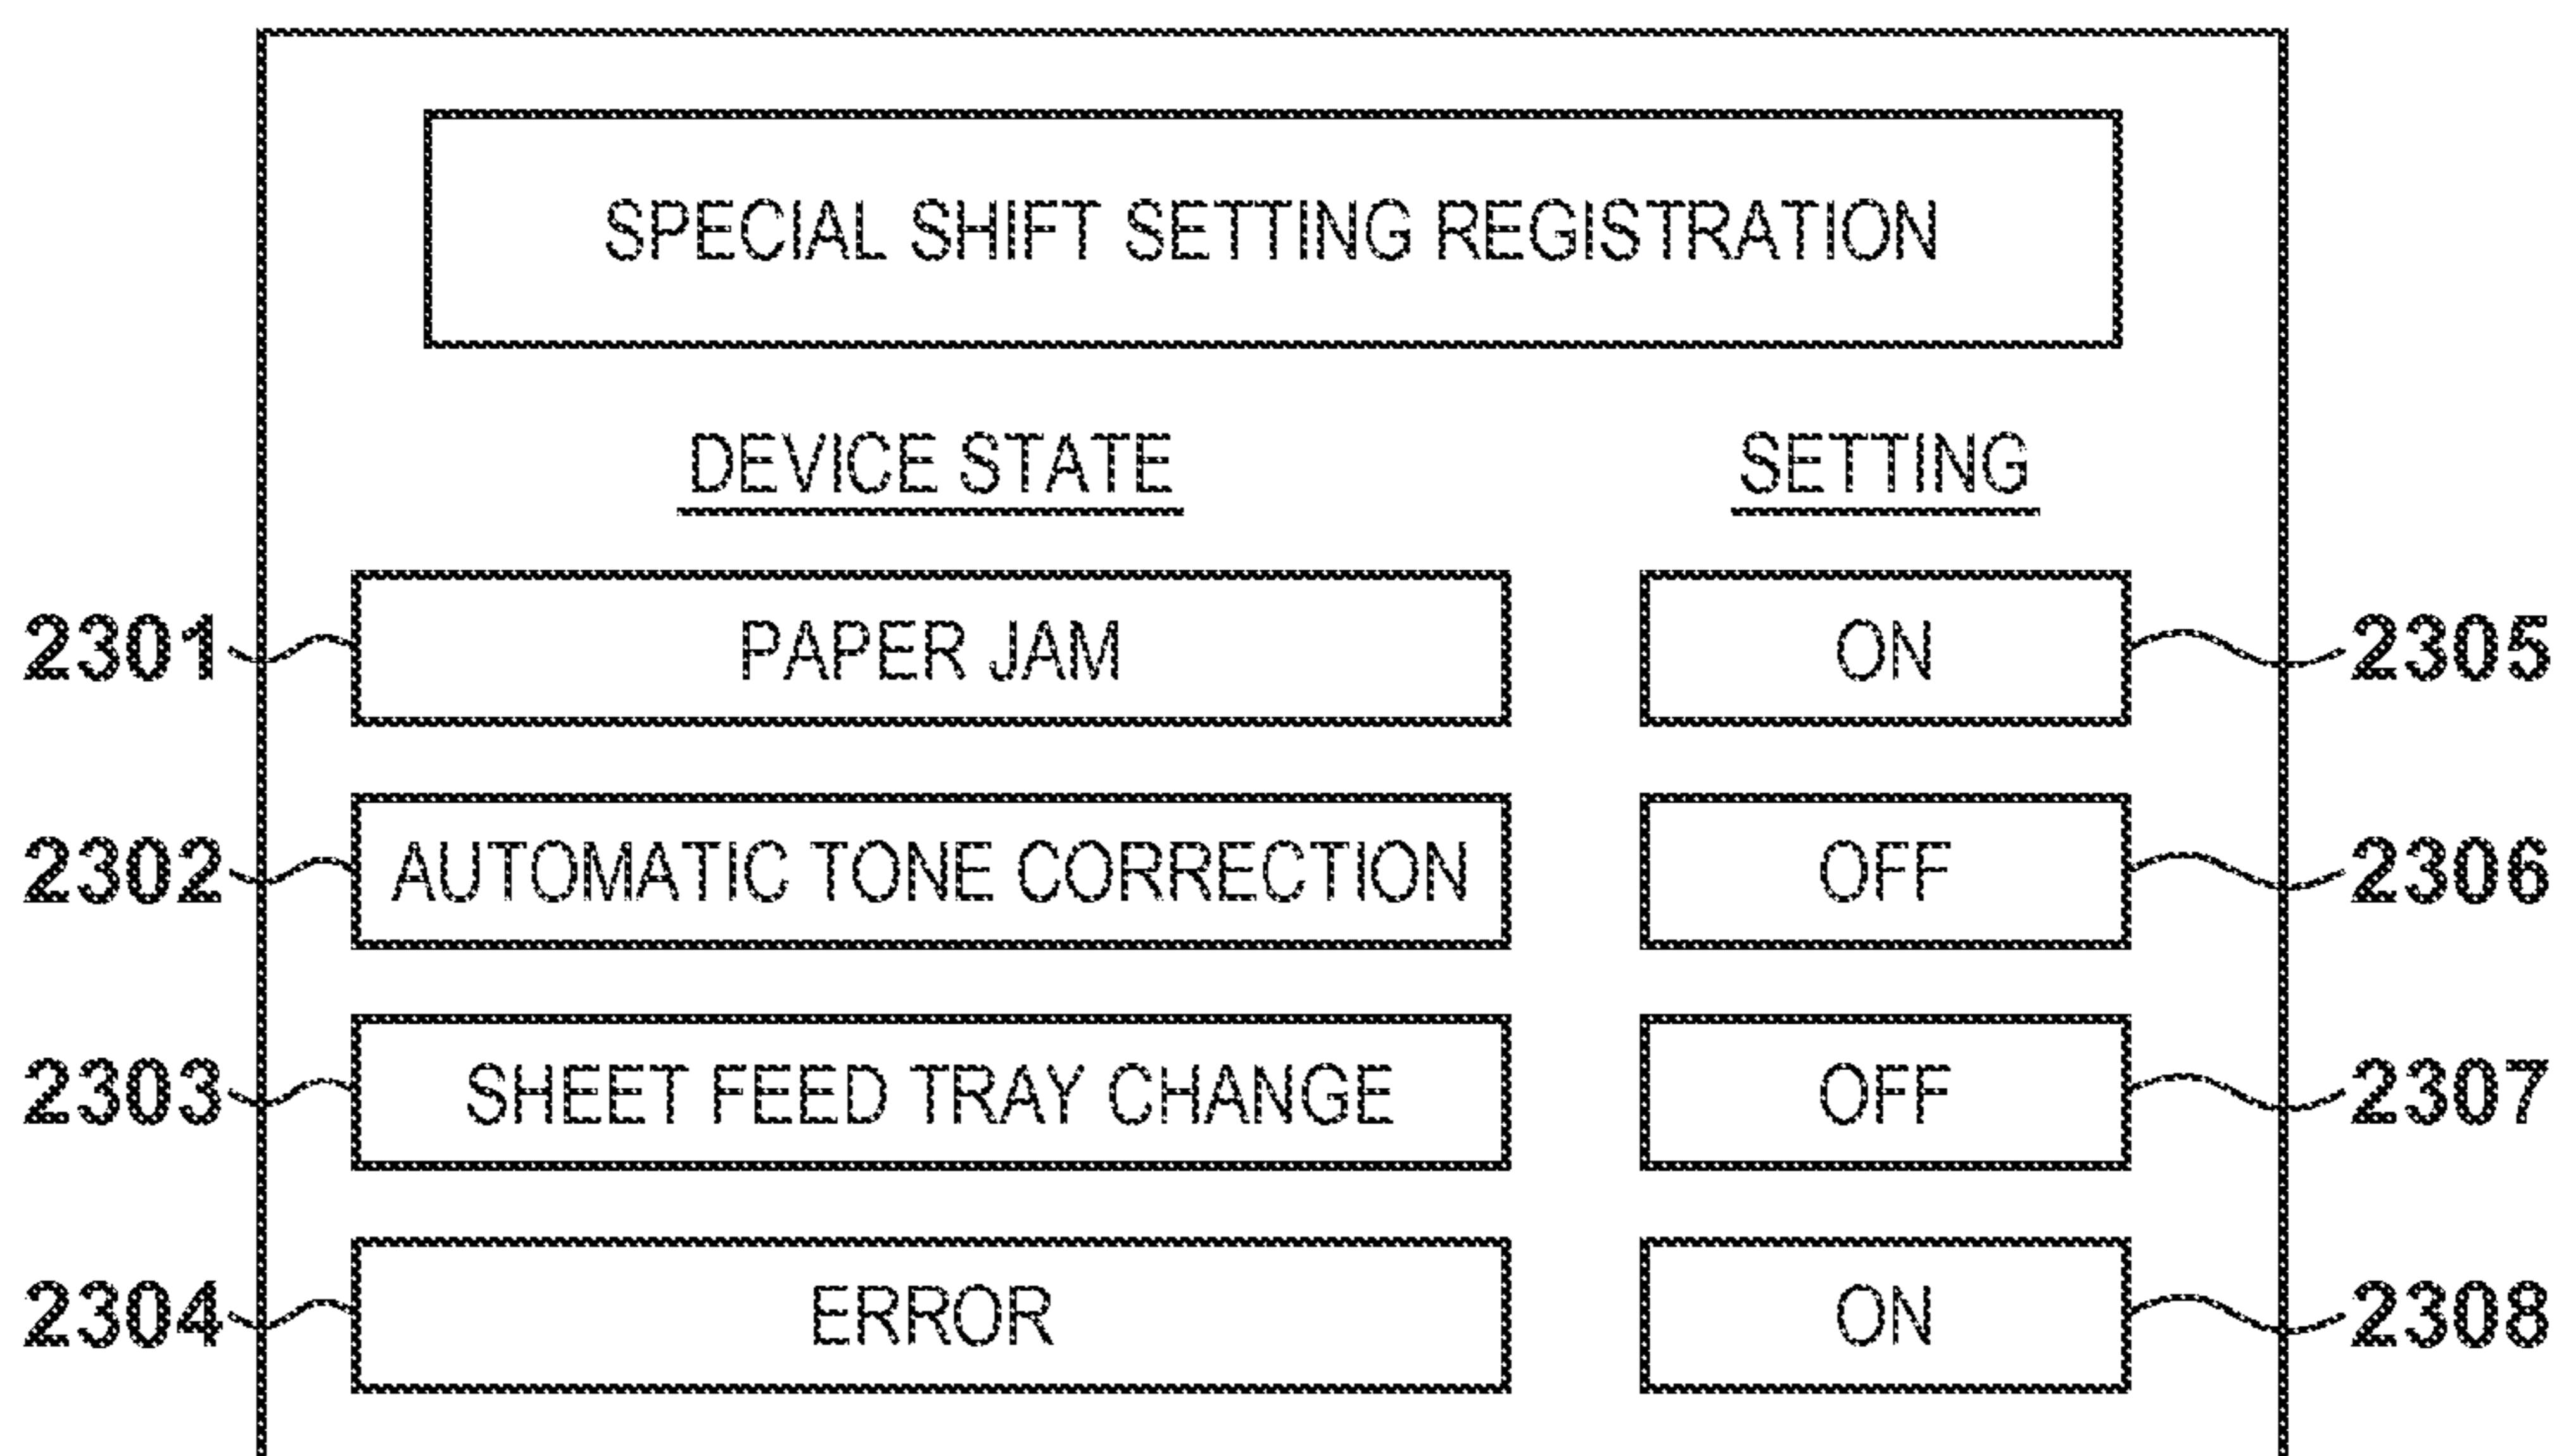 SPECIAL SHIFT SETTING REGISTRATION
DEVICE STATE SETTING
2301 PAPER JAM ON 2305
2302 AUTOMATIC TONE CORRECTION OFF 2306
2303 SHEET FEED TRAY CHANGE OFF 2307
2304 ERROR ON 2308